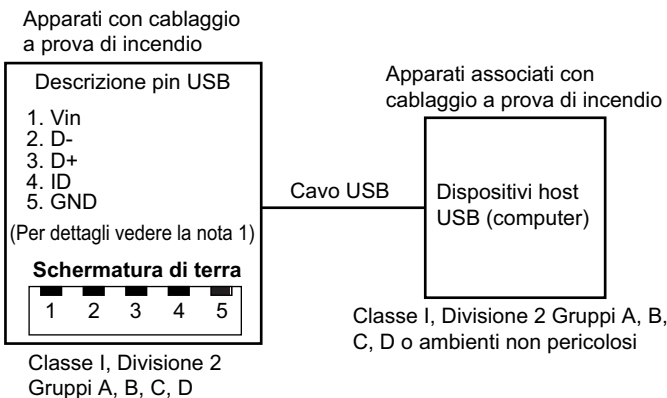 Apparati con cablaggio
a prova di incendio
Descrizione pin USB
1. Vin
2. D-
3. D+
4. ID
5. GND
(Per dettagli vedere la nota 1)
Schermatura di terra
1 2 3 4 5
Classe I, Divisione 2
Gruppi A, B, C, D
Cavo USB
Apparati associati con
cablaggio a prova di incendio
Dispositivi host
USB (computer)
Classe I, Divisione 2 Gruppi A, B,
C, D o ambienti non pericolosi